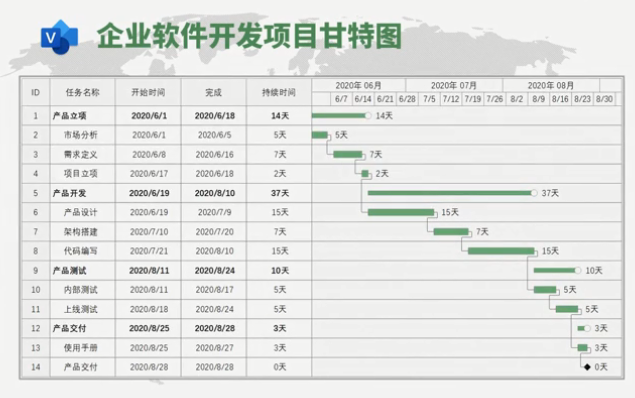 V 企业软件开发项目甘特图
ID 任务名称 开始时间 完成 持续时间 2020年 06月 2020年 07月 2020年 08月
6/7 6/14 6/21 6/28 7/5 7/12 7/19 7/26 8/2 8/9 8/16 8/23 8/30
1 产品立项 2020/6/1 2020/6/18 14天 14天
2 市场分析 2020/6/1 2020/6/5 5天 5天
3 需求定义 2020/6/8 2020/6/16 7天 7天
4 项目立项 2020/6/17 2020/6/18 2天 2天
5 产品开发 2020/6/19 2020/8/10 37天 37天
6 产品设计 2020/6/19 2020/7/9 15天 15天
7 架构搭建 2020/7/10 2020/7/20 7天 7天
8 代码编写 2020/7/21 2020/8/10 15天 15天
9 产品测试 2020/8/11 2020/8/24 10天 10天
10 内部测试 2020/8/11 2020/8/17 5天 5天
11 上线测试 2020/8/18 2020/8/24 5天 5天
12 产品交付 2020/8/25 2020/8/28 3天 3天
13 使用手册 2020/8/25 2020/8/27 3天 3天
14 产品交付 2020/8/28 2020/8/28 0天 0天